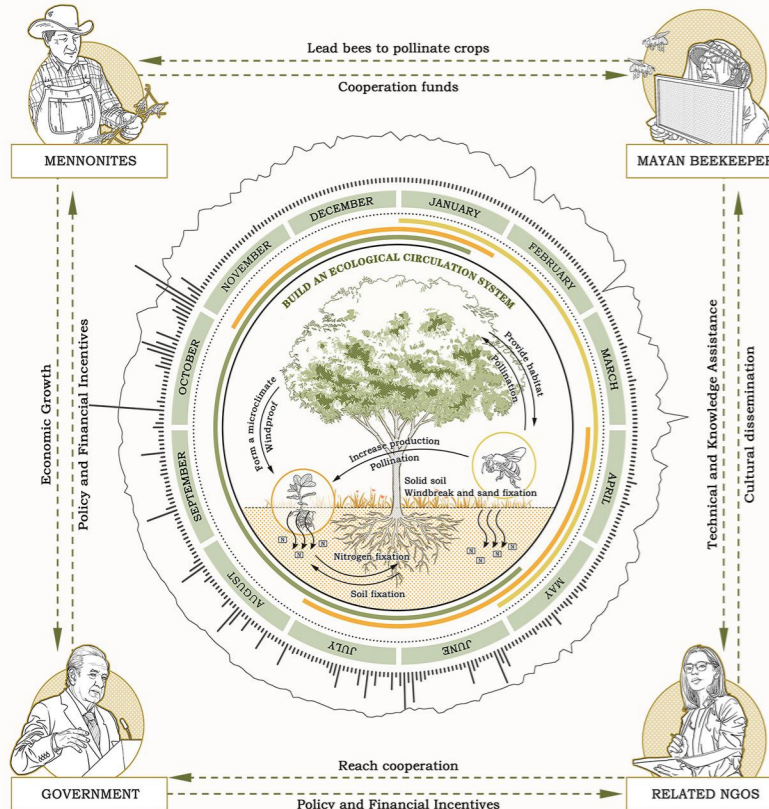 Lead bees to pollinate crops
Cooperation funds
MENNONITES
MAYAN BEEKEEPER
DECEMBER
JANUARY
NOVEMBER
FEBRUARY
OCTOBER
MARCH
SEPTEMBER
APRIL
AUGUST
MAY
JULY
JUNE
BUILD AN ECOLOGICAL CIRCULATION SYSTEM
Provide habitat
Pollination
Form a microclimate
Windproof
Increase production
Pollination
Solid soil
Windbreak and sand fixation
N
N
N
N
N
N
Nitrogen fixation
Soil fixation
Economic Growth
Policy and Financial Incentives
Technical and Knowledge Assistance
Cultural dissemination
GOVERNMENT
RELATED NGOS
Reach cooperation
Policy and Financial Incentives